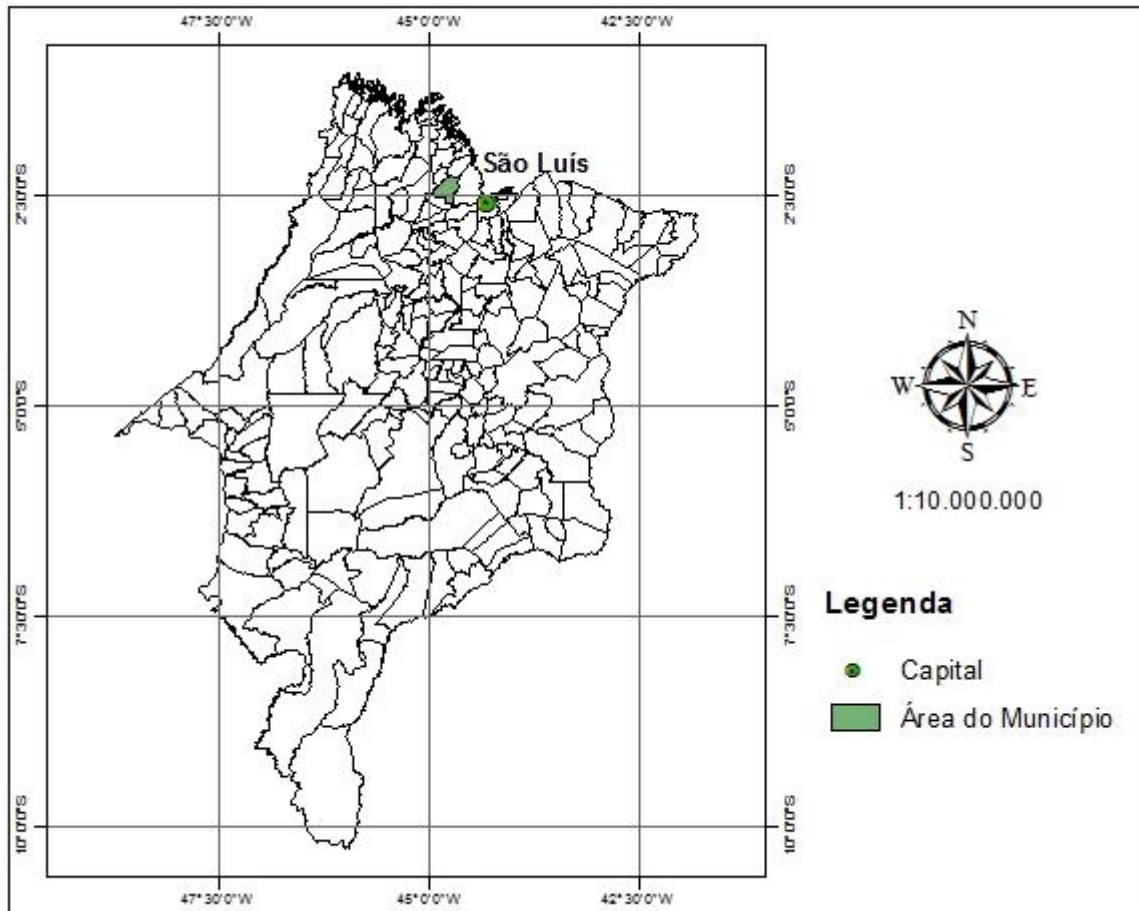 47°30'0"W 45°0'0"W 42°30'0"W
São Luís
2°30'0"S 2°30'0"S
N
W E
S
5°0'0"S 5°0'0"S
1:10.000.000
Legenda
7°30'0"S 7°30'0"S
Capital
Área do Município
10°0'0"S 10°0'0"S
47°30'0"W 45°0'0"W 42°30'0"W